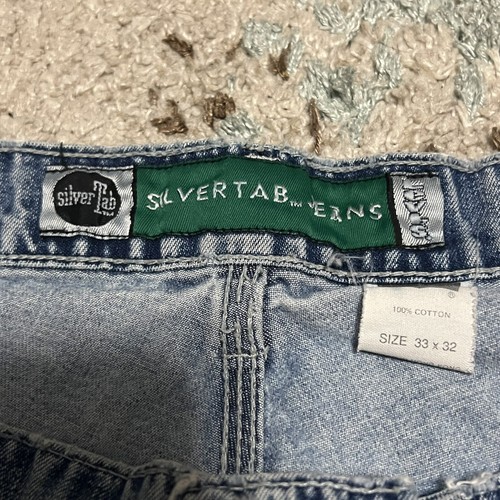 silverTab
SILVERTAB™ JEANS
®
100% COTTON
SIZE 33 x 32